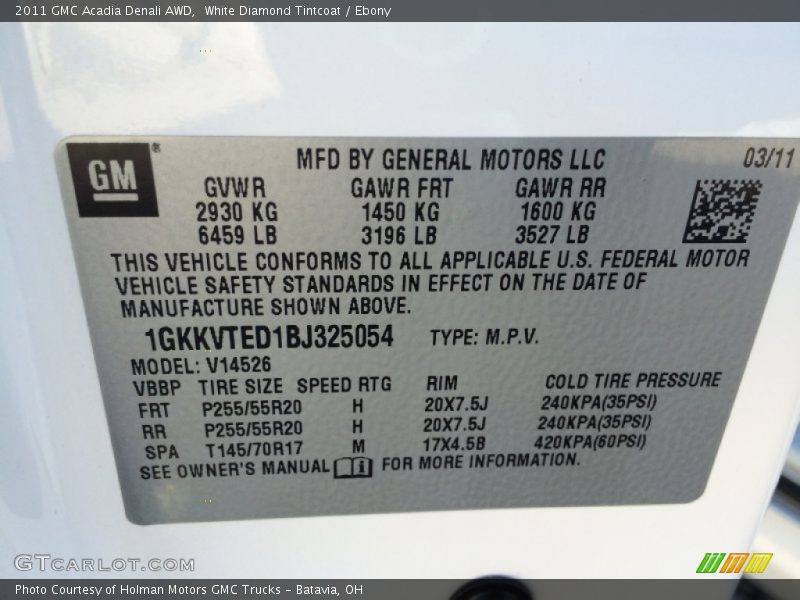 2011 GMC Acadia Denali AWD, White Diamond Tintcoat / Ebony
GM®
MFD BY GENERAL MOTORS LLC 03/11
GVWR GAWR FRT GAWR RR
2930 KG 1450 KG 1600 KG
6459 LB 3196 LB 3527 LB
THIS VEHICLE CONFORMS TO ALL APPLICABLE U.S. FEDERAL MOTOR
VEHICLE SAFETY STANDARDS IN EFFECT ON THE DATE OF
MANUFACTURE SHOWN ABOVE.
1GKKVTED1BJ325054 TYPE: M.P.V.
MODEL: V14526
VBBP TIRE SIZE SPEED RTG RIM COLD TIRE PRESSURE
FRT P255/55R20 H 20X7.5J 240KPA(35PSI)
RR P255/55R20 H 20X7.5J 240KPA(35PSI)
SPA T145/70R17 M 17X4.5B 420KPA(60PSI)
SEE OWNER'S MANUAL FOR MORE INFORMATION.
GTCARLOT.COM
Photo Courtesy of Holman Motors GMC Trucks - Batavia, OH